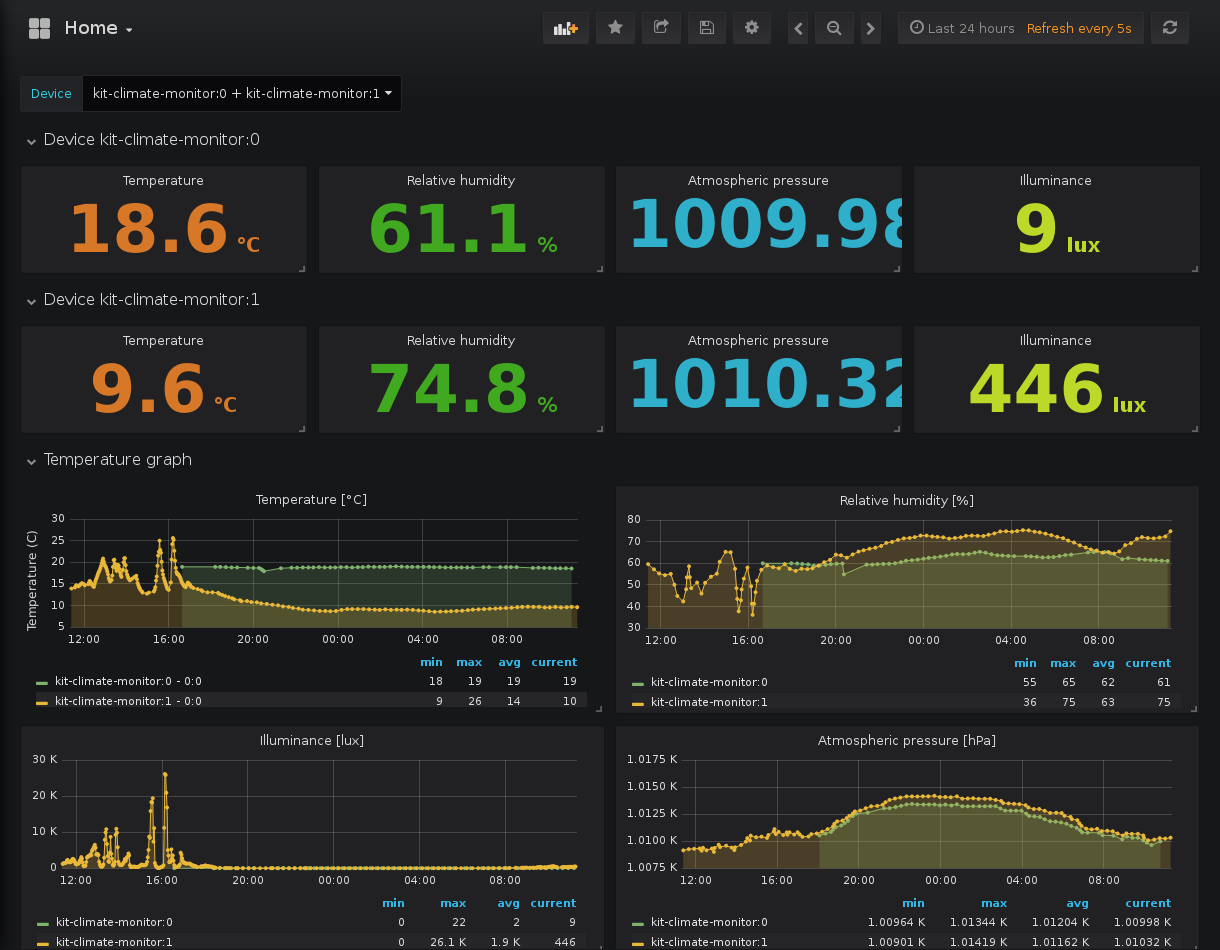 Home
Last 24 hours Refresh every 5s
Device kit-climate-monitor:0 + kit-climate-monitor:1
Device kit-climate-monitor:0
Temperature Relative humidity Atmospheric pressure Illuminance
18.6 °C 61.1 % 1009.98 9 lux
Device kit-climate-monitor:1
Temperature Relative humidity Atmospheric pressure Illuminance
9.6 °C 74.8 % 1010.32 446 lux
Temperature graph
Temperature [°C]
Temperature (C)
30
25
20
15
10
5
12:00 16:00 20:00 00:00 04:00 08:00
min max avg current
kit-climate-monitor:0 - 0:0 18 19 19 19
kit-climate-monitor:1 - 0:0 9 26 14 10
Relative humidity [%]
80
70
60
50
40
30
12:00 16:00 20:00 00:00 04:00 08:00
min max avg current
kit-climate-monitor:0 55 65 62 61
kit-climate-monitor:1 36 75 63 75
Illuminance [lux]
30 K
20 K
10 K
0
12:00 16:00 20:00 00:00 04:00 08:00
min max avg current
kit-climate-monitor:0 0 22 2 9
kit-climate-monitor:1 0 26.1 K 1.9 K 446
Atmospheric pressure [hPa]
1.0175 K
1.0150 K
1.0125 K
1.0100 K
1.0075 K
12:00 16:00 20:00 00:00 04:00 08:00
min max avg current
kit-climate-monitor:0 1.00964 K 1.01344 K 1.01204 K 1.00998 K
kit-climate-monitor:1 1.00901 K 1.01419 K 1.01162 K 1.01032 K